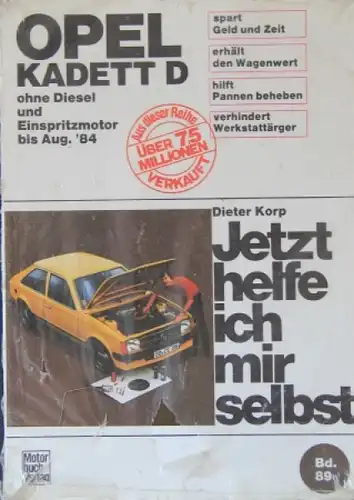 OPEL
KADETT D
ohne Diesel
und
Einspritzmotor
bis Aug. '84
spart
Geld und Zeit
erhält
den Wagenwert
hilft
Pannen beheben
verhindert
Werkstattärger
Aus dieser Reihe
ÜBER 75
MILLIONEN
VERKAUFT
Dieter Korp
Jetzt
helfe
ich
mir
selbst
Motor
buch
Verlag
Bd.
89